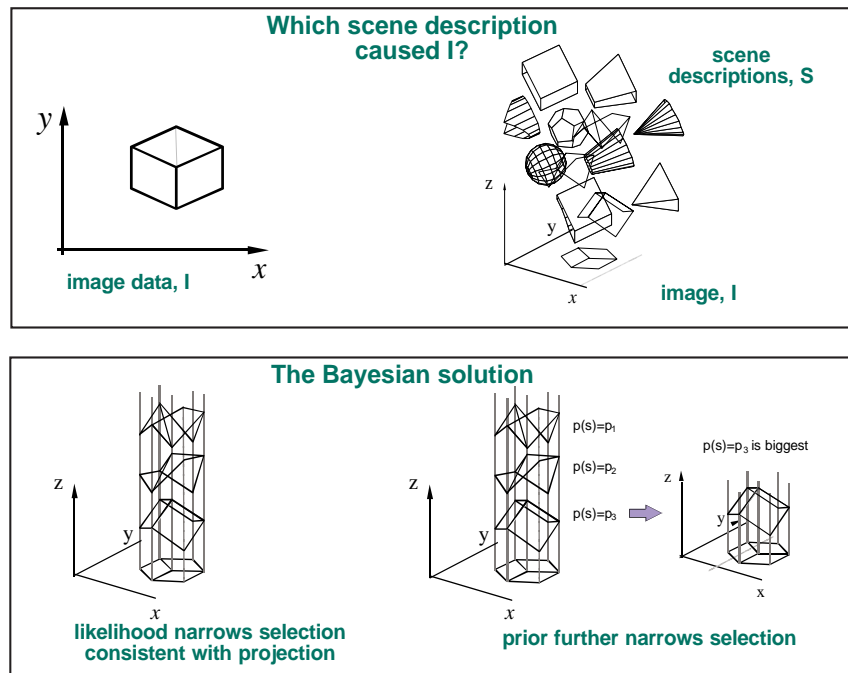 Which scene description
caused I?
scene
descriptions, S
y
x
image data, I
z
y
x
image, I
The Bayesian solution
z
y
x
likelihood narrows selection
consistent with projection
p(s)=p₁
p(s)=p₂
p(s)=p₃
z
y
x
p(s)=p₃ is biggest
z
y
x
prior further narrows selection